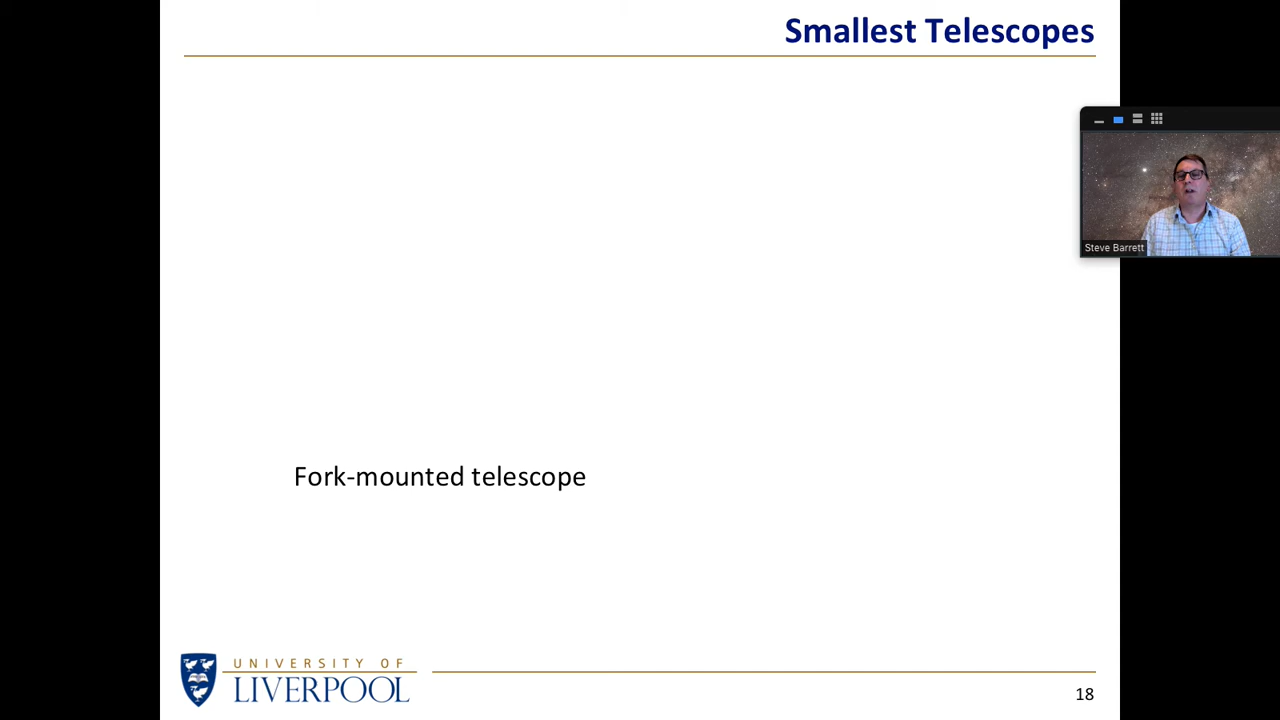 Smallest Telescopes
Steve Barrett
Fork-mounted telescope
UNIVERSITY OF
LIVERPOOL
18